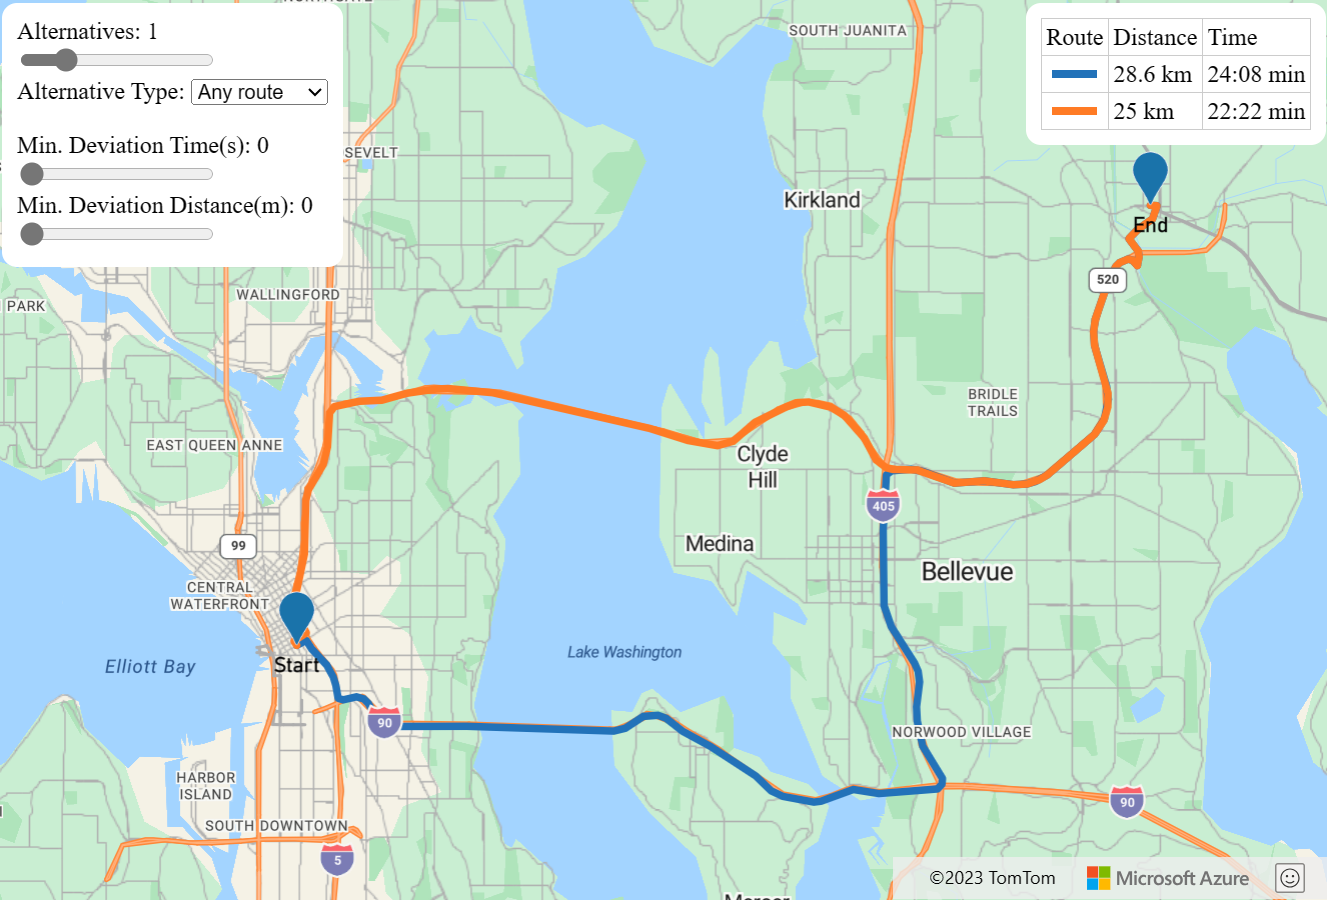 Alternatives: 1
Alternative Type: Any route
Min. Deviation Time(s): 0
Min. Deviation Distance(m): 0
Route Distance Time
28.6 km 24:08 min
25 km 22:22 min
SOUTH JUANITA
Kirkland
End
520
WALLINGFORD
PARK
BRIDLE
TRAILS
EAST QUEEN ANNE
Clyde
Hill
405
99
Medina
Bellevue
CENTRAL
WATERFRONT
Lake Washington
Elliott Bay
Start
90
NORWOOD VILLAGE
HARBOR
ISLAND
90
SOUTH DOWNTOWN
5
©2023 TomTom
Microsoft Azure